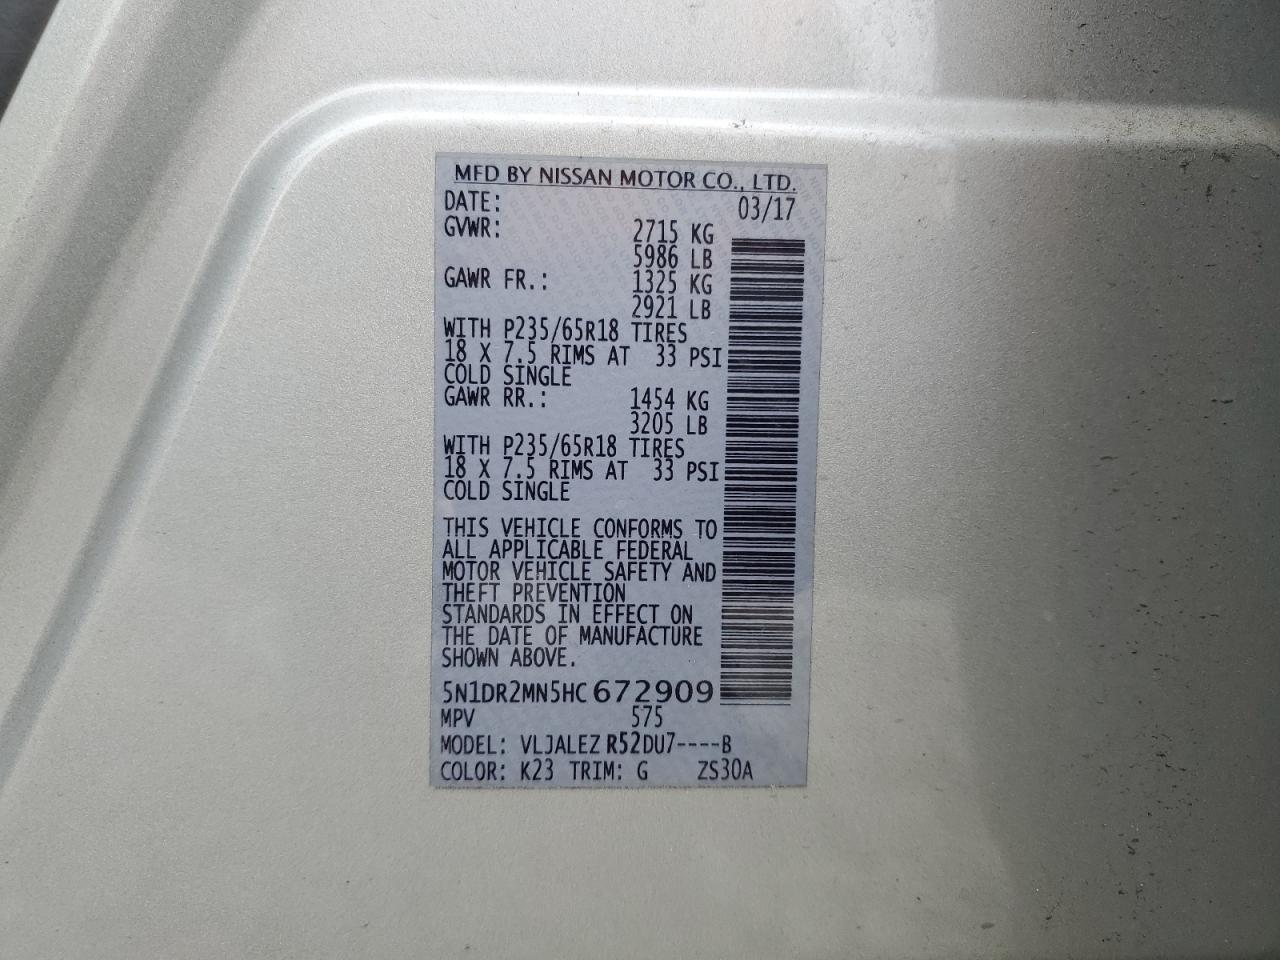 MFD BY NISSAN MOTOR CO., LTD.
DATE: 03/17
GVWR: 2715 KG
5986 LB
GAWR FR.: 1325 KG
2921 LB
WITH P235/65R18 TIRES
18 X 7.5 RIMS AT 33 PSI
COLD SINGLE
GAWR RR.: 1454 KG
3205 LB
WITH P235/65R18 TIRES
18 X 7.5 RIMS AT 33 PSI
COLD SINGLE
THIS VEHICLE CONFORMS TO
ALL APPLICABLE FEDERAL
MOTOR VEHICLE SAFETY AND
THEFT PREVENTION
STANDARDS IN EFFECT ON
THE DATE OF MANUFACTURE
SHOWN ABOVE.
5N1DR2MN5HC672909
MPV 575
MODEL: VLJALEZ R52DU7----B
COLOR: K23 TRIM: G ZS30A